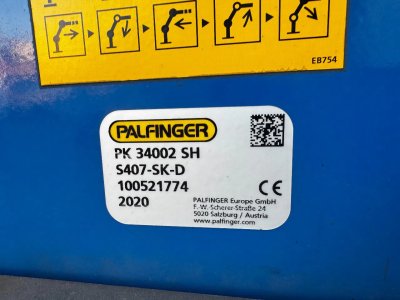 EB754
PALFINGER
PK 34002 SH
S407-SK-D
100521774
2020
PALFINGER Europe GmbH
F.-W.-Scherer-Straße 24
5020 Salzburg / Austria
www.palfinger.com
CE